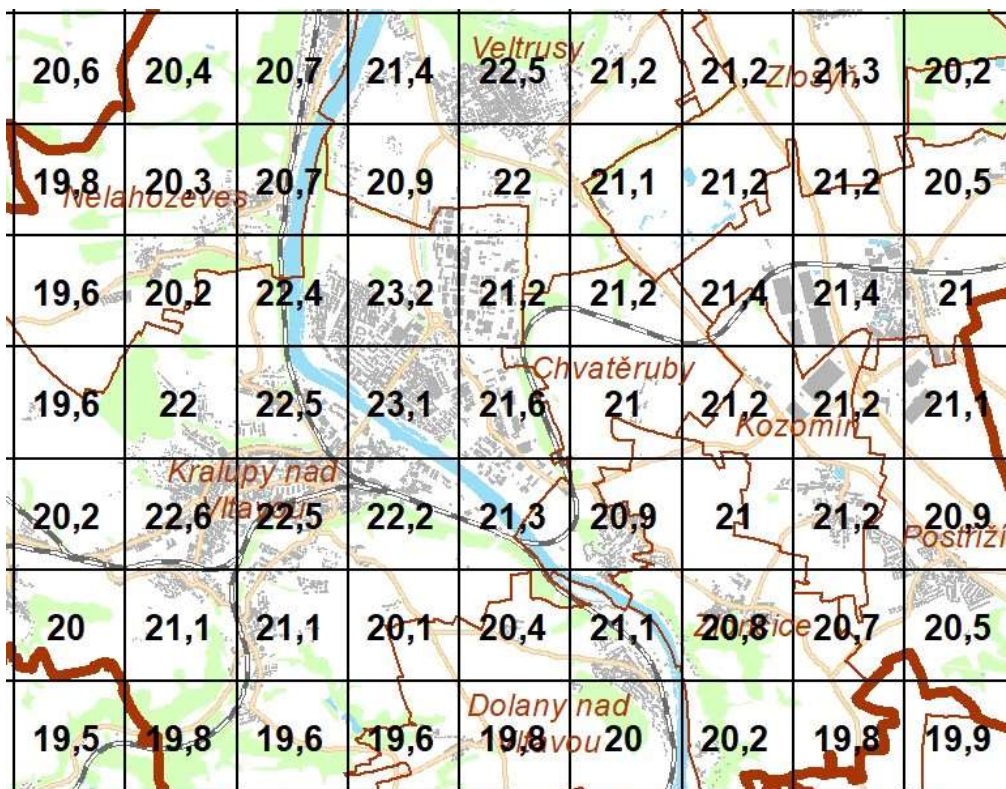 Veltrusy
20,6 20,4 20,7 21,4 22,5 21,2 21,2 21,3 20,2
Zlosyň
19,8 20,3 20,7 20,9 22 21,1 21,2 21,2 20,5
Nelahozeves
19,6 20,2 22,4 23,2 21,2 21,2 21,4 21,4 21
Chvatěruby
19,6 22 22,5 23,1 21,6 21 21,2 21,2 21,1
Kozomín
Kralupy nad
Vltavou
20,2 22,6 22,5 22,2 21,3 20,9 21 21,2 20,9
Postřiži
20 21,1 21,1 20,1 20,4 21,1 20,8 20,7 20,5
Dolany nad
Vltavou
19,5 19,8 19,6 19,6 19,8 20 20,2 19,8 19,9